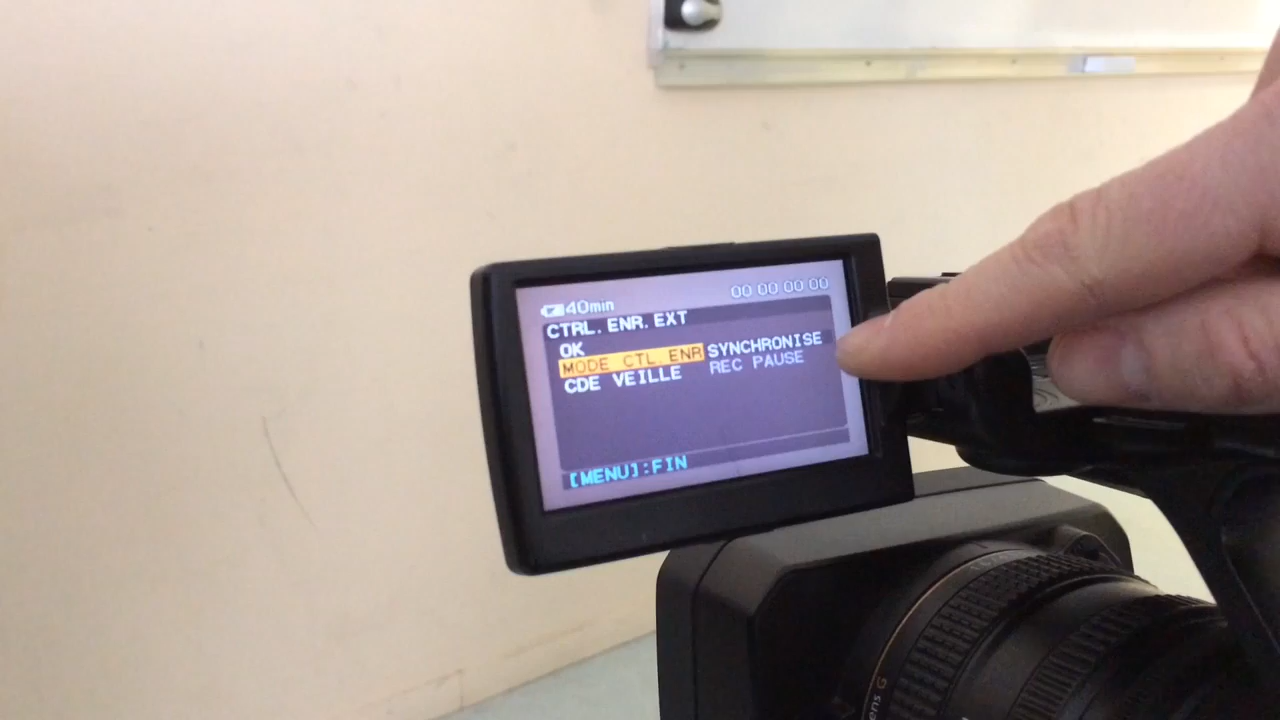 40min
00 00 00 00
CTRL. ENR. EXT
OK
MODE CTL. ENR SYNCHRONISE
CDE VEILLE REC PAUSE
[MENU]:FIN
ens G